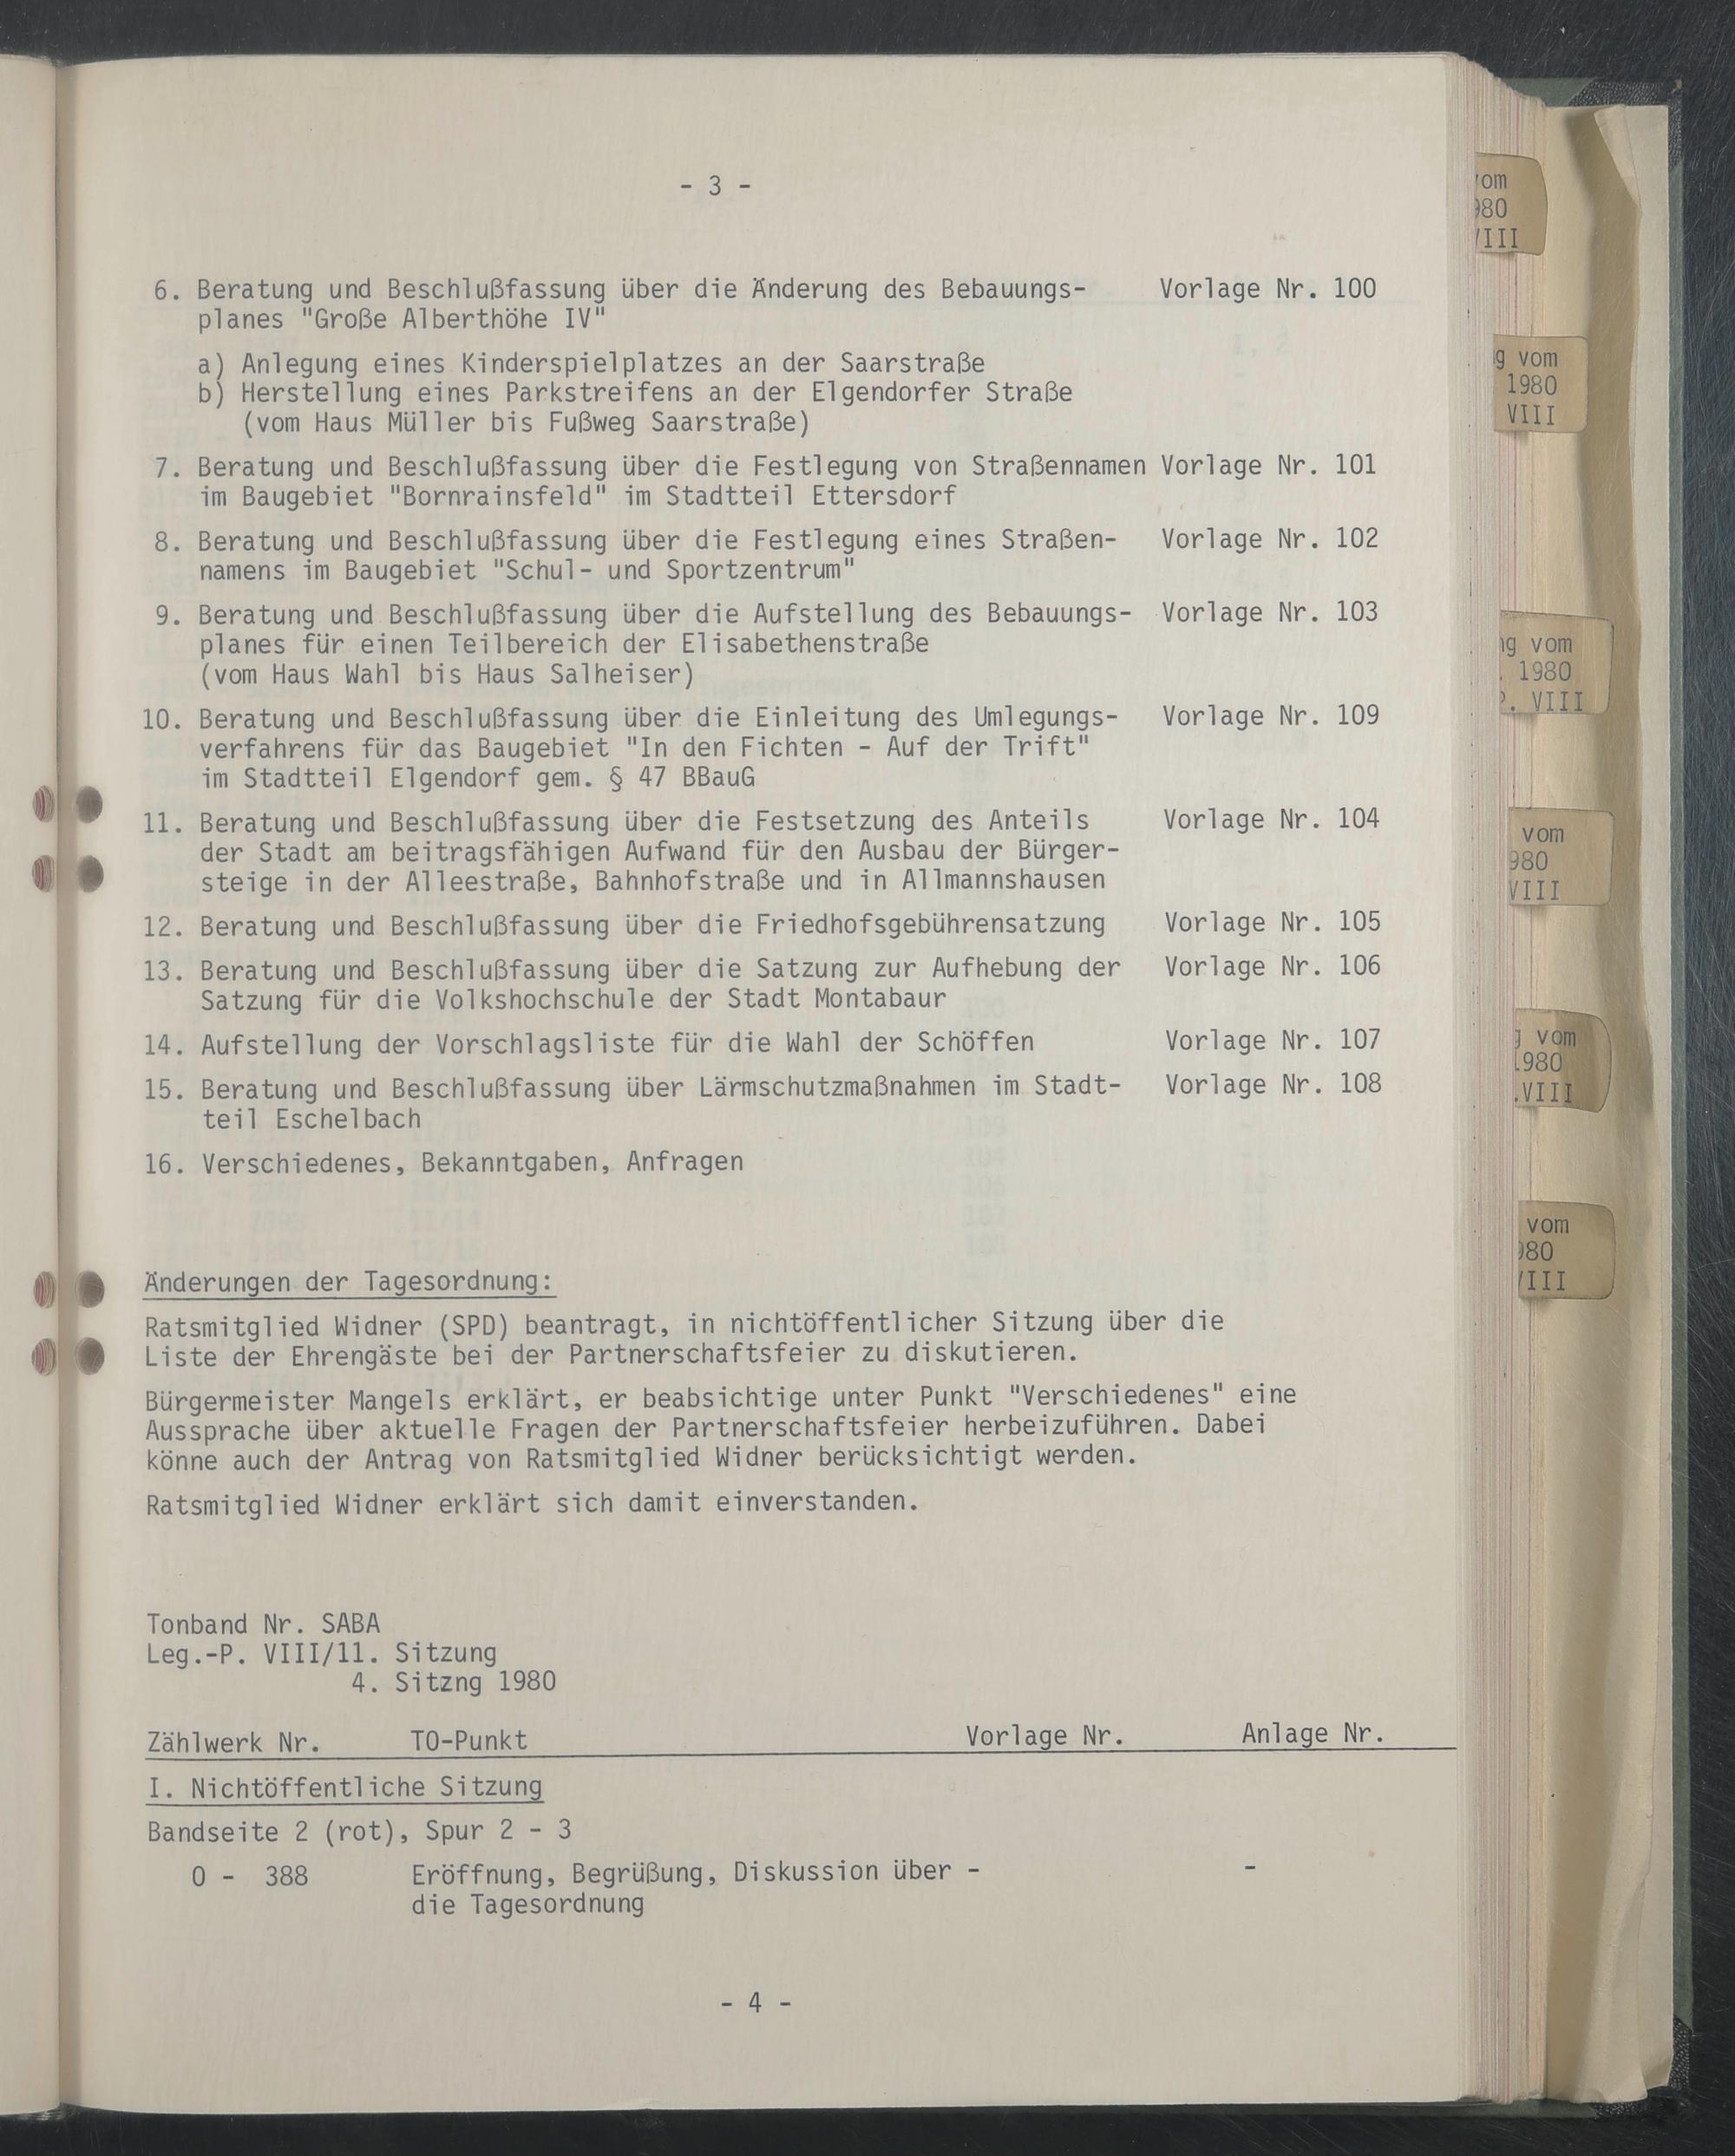 - 3 -
6. Beratung und Beschlußfassung über die Änderung des Bebauungs- Vorlage Nr. 100
planes "Große Alberthöhe IV"
a) Anlegung eines Kinderspielplatzes an der Saarstraße
b) Herstellung eines Parkstreifens an der Elgendorfer Straße
(vom Haus Müller bis Fußweg Saarstraße)
7. Beratung und Beschlußfassung über die Festlegung von Straßennamen Vorlage Nr. 101
im Baugebiet "Bornrainsfeld" im Stadtteil Ettersdorf
8. Beratung und Beschlußfassung über die Festlegung eines Straßen- Vorlage Nr. 102
namens im Baugebiet "Schul- und Sportzentrum"
9. Beratung und Beschlußfassung über die Aufstellung des Bebauungs- Vorlage Nr. 103
planes für einen Teilbereich der Elisabethenstraße
(vom Haus Wahl bis Haus Salheiser)
10. Beratung und Beschlußfassung über die Einleitung des Umlegungs- Vorlage Nr. 109
verfahrens für das Baugebiet "In den Fichten - Auf der Trift"
im Stadtteil Elgendorf gem. § 47 BBauG
11. Beratung und Beschlußfassung über die Festsetzung des Anteils Vorlage Nr. 104
der Stadt am beitragsfähigen Aufwand für den Ausbau der Bürger-
steige in der Alleestraße, Bahnhofstraße und in Allmannshausen
12. Beratung und Beschlußfassung über die Friedhofsgebührensatzung Vorlage Nr. 105
13. Beratung und Beschlußfassung über die Satzung zur Aufhebung der Vorlage Nr. 106
Satzung für die Volkshochschule der Stadt Montabaur
14. Aufstellung der Vorschlagsliste für die Wahl der Schöffen Vorlage Nr. 107
15. Beratung und Beschlußfassung über Lärmschutzmaßnahmen im Stadt- Vorlage Nr. 108
teil Eschelbach
16. Verschiedenes, Bekanntgaben, Anfragen
Änderungen der Tagesordnung:
Ratsmitglied Widner (SPD) beantragt, in nichtöffentlicher Sitzung über die
Liste der Ehrengäste bei der Partnerschaftsfeier zu diskutieren.
Bürgermeister Mangels erklärt, er beabsichtige unter Punkt "Verschiedenes" eine
Aussprache über aktuelle Fragen der Partnerschaftsfeier herbeizuführen. Dabei
könne auch der Antrag von Ratsmitglied Widner berücksichtigt werden.
Ratsmitglied Widner erklärt sich damit einverstanden.
Tonband Nr. SABA
Leg.-P. VIII/11. Sitzung
4. Sitzng 1980
Zählwerk Nr. TO-Punkt Vorlage Nr. Anlage Nr.
I. Nichtöffentliche Sitzung
Bandseite 2 (rot), Spur 2 - 3
0 - 388 Eröffnung, Begrüßung, Diskussion über - -
die Tagesordnung
- 4 -
g vom
1980
VIII
vom
1980
VIII
vom
VIII
vom
VIII
vom